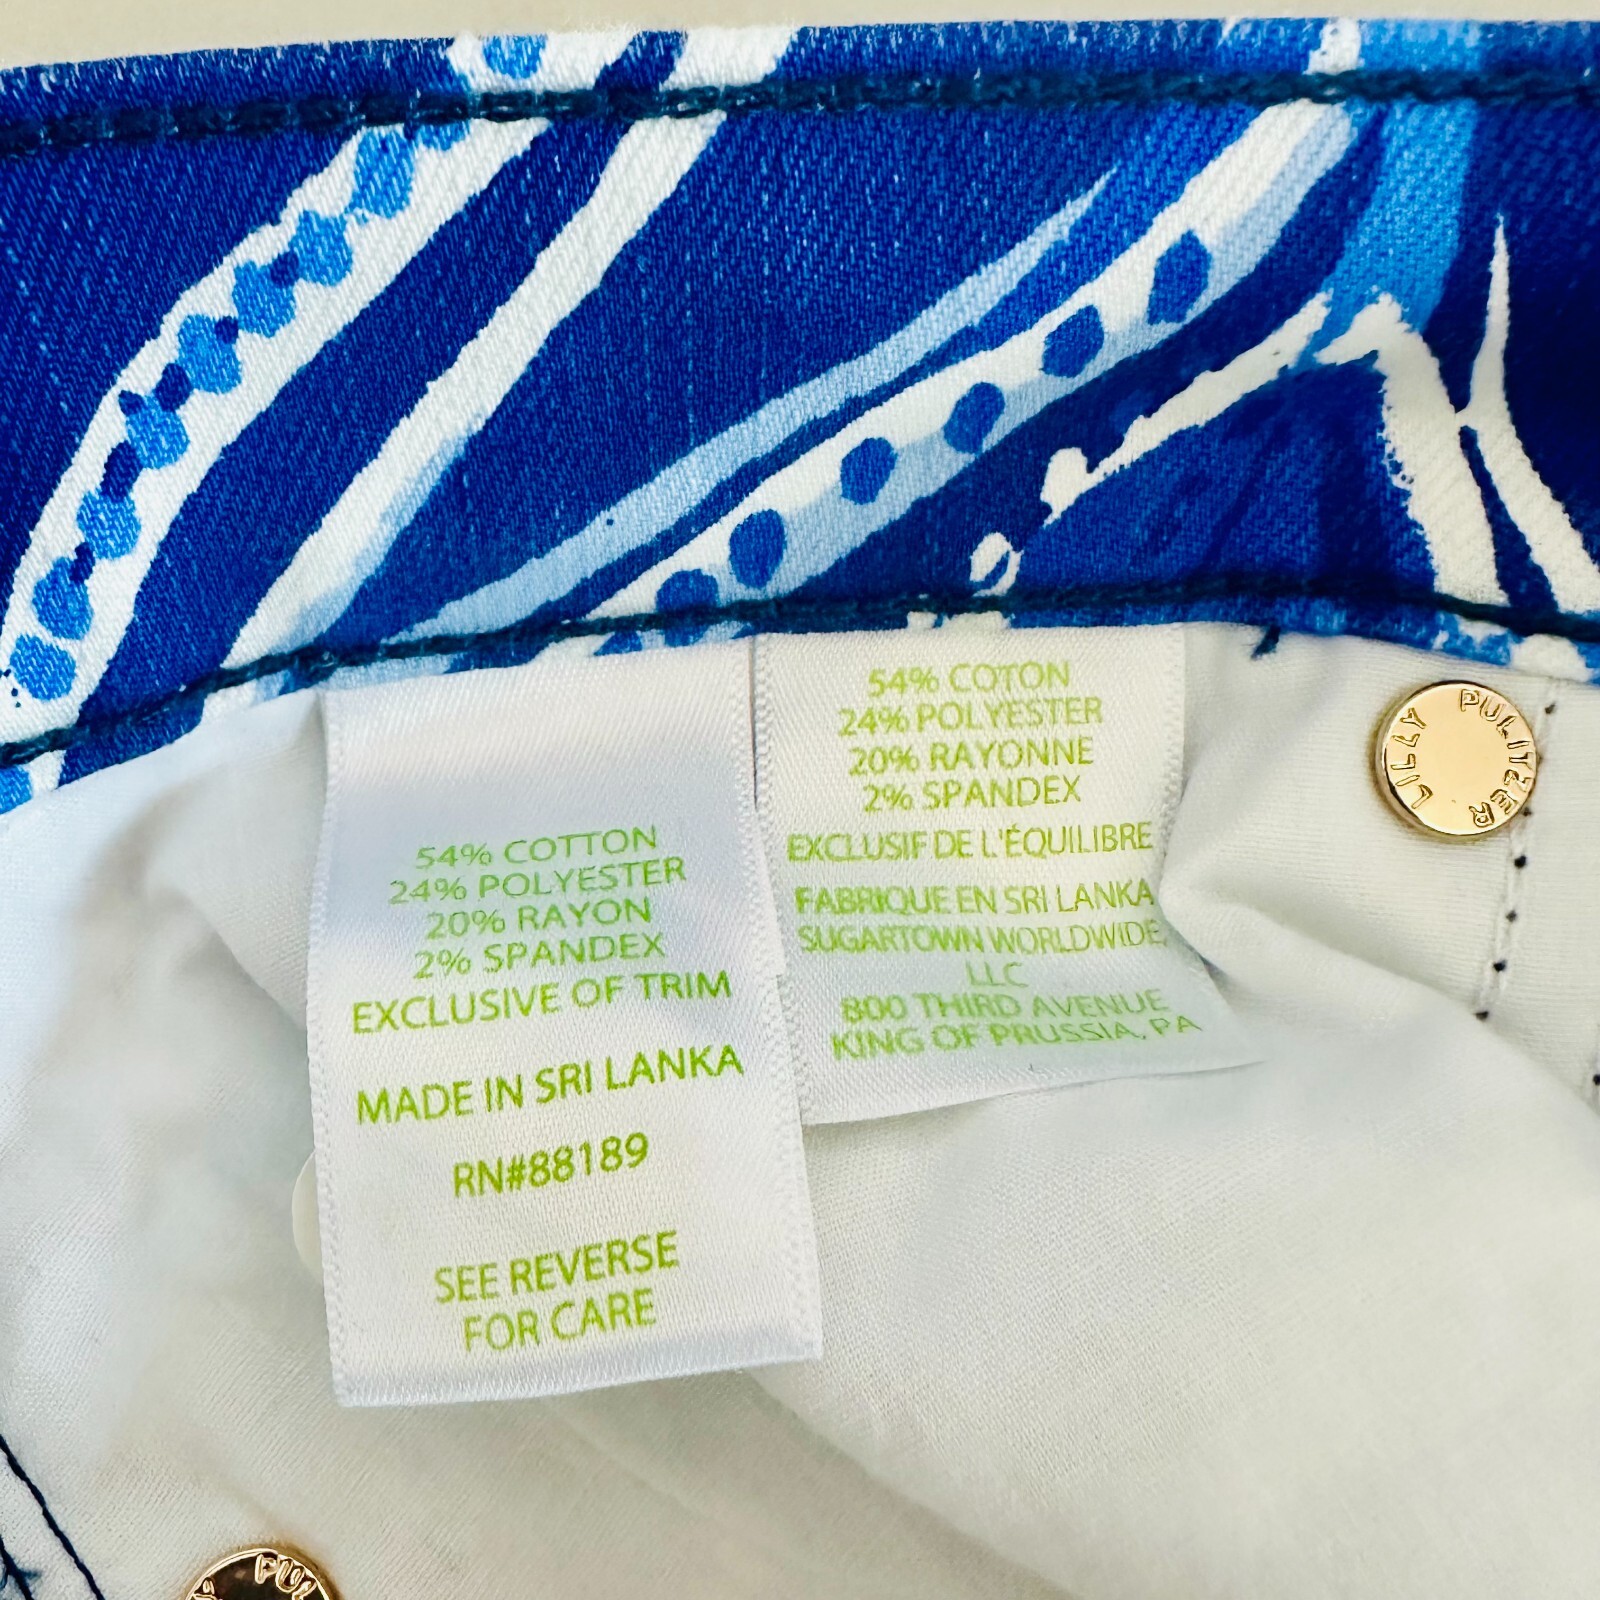 54% COTTON
24% POLYESTER
20% RAYON
2% SPANDEX
EXCLUSIVE OF TRIM
MADE IN SRI LANKA
RN#88189
SEE REVERSE
FOR CARE
54% COTON
24% POLYESTER
20% RAYONNE
2% SPANDEX
EXCLUSIF DE L'ÉQUILIBRE
FABRIQUE EN SRI LANKA
SUGARTOWN WORLDWIDE,
LLC
800 THIRD AVENUE
KING OF PRUSSIA, PA
LILLY PULITZER
PUL